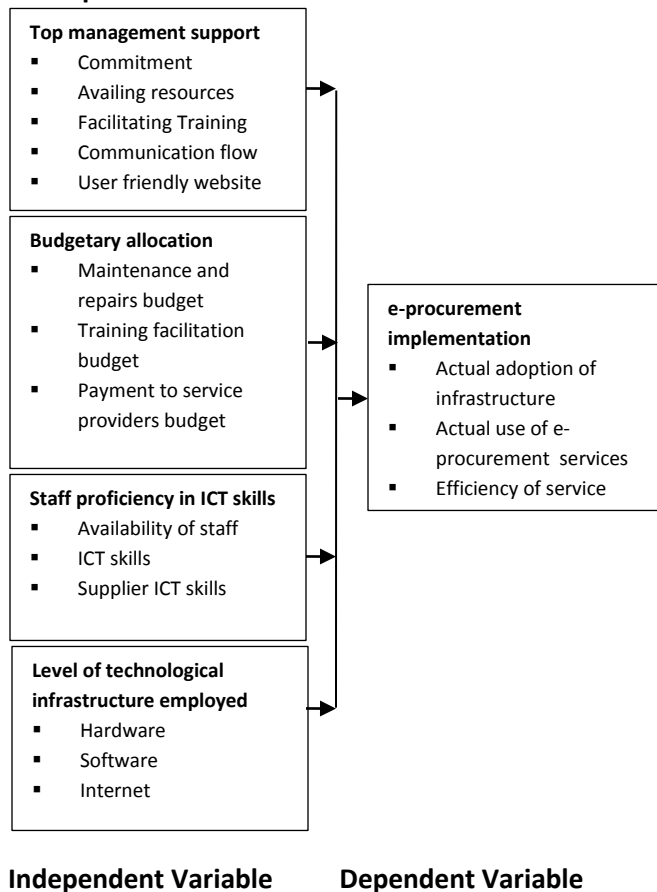 Top management support
▪ Commitment
▪ Availing resources
▪ Facilitating Training
▪ Communication flow
▪ User friendly website
Budgetary allocation
▪ Maintenance and
repairs budget
▪ Training facilitation
budget
▪ Payment to service
providers budget
Staff proficiency in ICT skills
▪ Availability of staff
▪ ICT skills
▪ Supplier ICT skills
Level of technological
infrastructure employed
▪ Hardware
▪ Software
▪ Internet
e-procurement
implementation
▪ Actual adoption of
infrastructure
▪ Actual use of e-
procurement services
▪ Efficiency of service
Independent Variable Dependent Variable